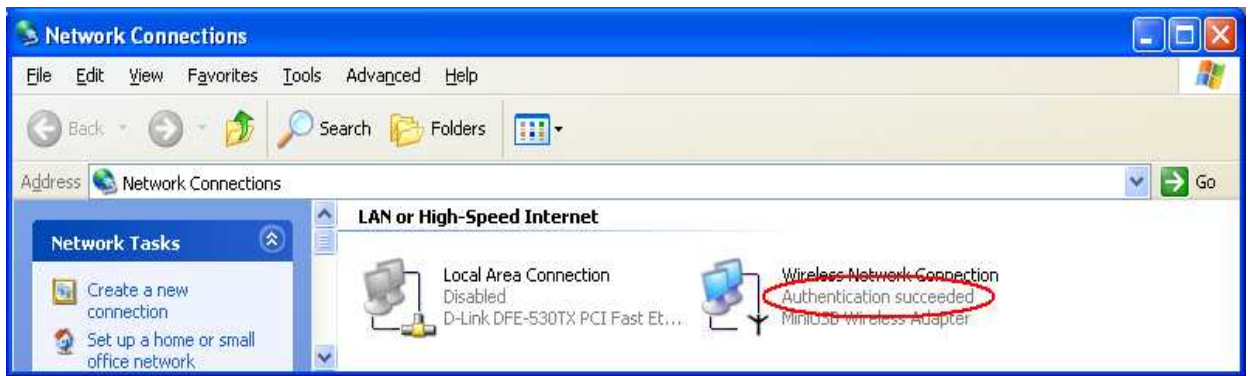 Network Connections
File Edit View Favorites Tools Advanced Help
Back Search Folders
Address Network Connections Go
Network Tasks
Create a new
connection
Set up a home or small
office network
LAN or High-Speed Internet
Local Area Connection
Disabled
D-Link DFE-530TX PCI Fast Et...
Wireless Network Connection
Authentication succeeded
MiniUSB Wireless Adapter